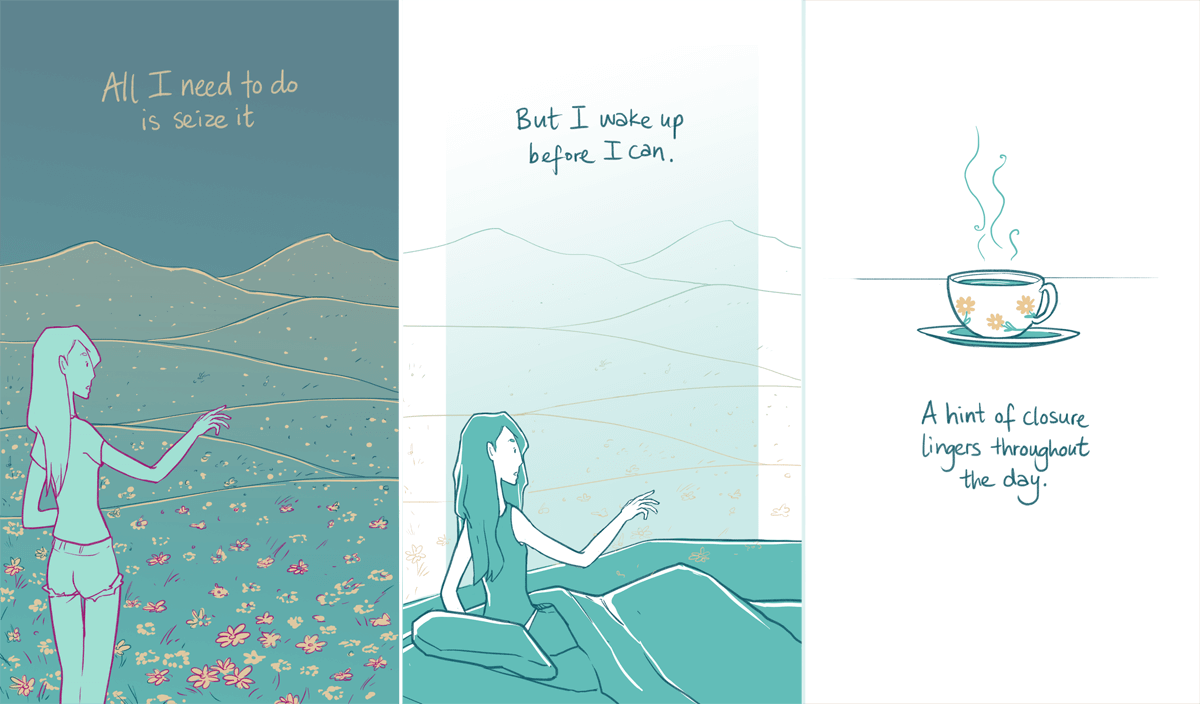 All I need to do
is seize it
But I wake up
before I can.
A hint of closure
lingers throughout
the day.